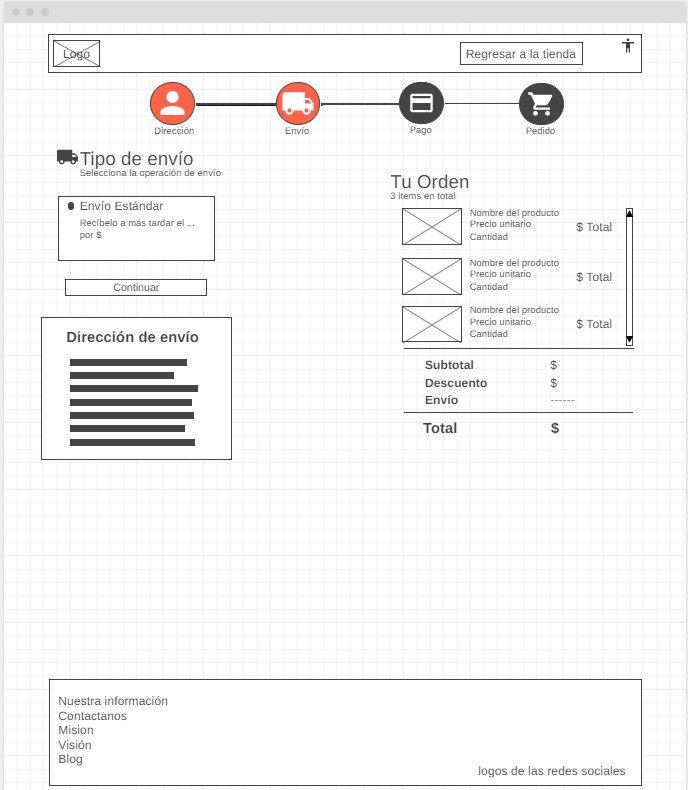 Logo
Regresar a la tienda
Dirección
Envío
Pago
Pedido
Tipo de envío
Selecciona la operación de envío
Envío Estándar
Recíbelo a más tardar el ...
por $
Continuar
Dirección de envío
Tu Orden
3 items en total
Nombre del producto
Precio unitario
Cantidad
$ Total
Nombre del producto
Precio unitario
Cantidad
$ Total
Nombre del producto
Precio unitario
Cantidad
$ Total
Subtotal $
Descuento $
Envío ------
Total $
Nuestra información
Contactanos
Mision
Visión
Blog
logos de las redes sociales